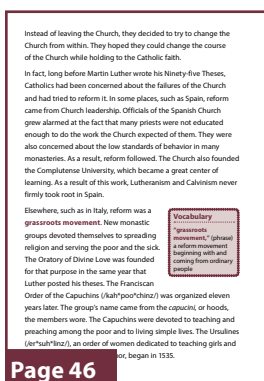 Instead of leaving the Church, they decided to try to change the
Church from within. They hoped they could change the course
of the Church while holding to the Catholic faith.
In fact, long before Martin Luther wrote his Ninety-five Theses,
Catholics had been concerned about the failures of the Church
and had tried to reform it. In some places, such as Spain, reform
came from Church leadership. Officials of the Spanish Church
grew alarmed at the fact that many priests were not educated
enough to do the work the Church expected of them. They were
also concerned about the low standards of behavior in many
monasteries. As a result, reform followed. The Church also founded
the Complutense University, which became a great center of
learning. As a result of this work, Lutheranism and Calvinism never
firmly took root in Spain.
Elsewhere, such as in Italy, reform was a
grassroots movement. New monastic
groups devoted themselves to spreading
religion and serving the poor and the sick.
The Oratory of Divine Love was founded
for that purpose in the same year that
Luther posted his theses. The Franciscan
Order of the Capuchins (/kah*poo*chinz/) was organized eleven
years later. The group's name came from the capucini, or hoods,
the members wore. The Capuchins were devoted to teaching and
preaching among the poor and to living simple lives. The Ursulines
(/er*suh*linz/), an order of women dedicated to teaching girls and
oor, began in 1535.
Vocabulary
"grassroots
movement," (phrase)
a reform movement
beginning with and
coming from ordinary
people
Page 46